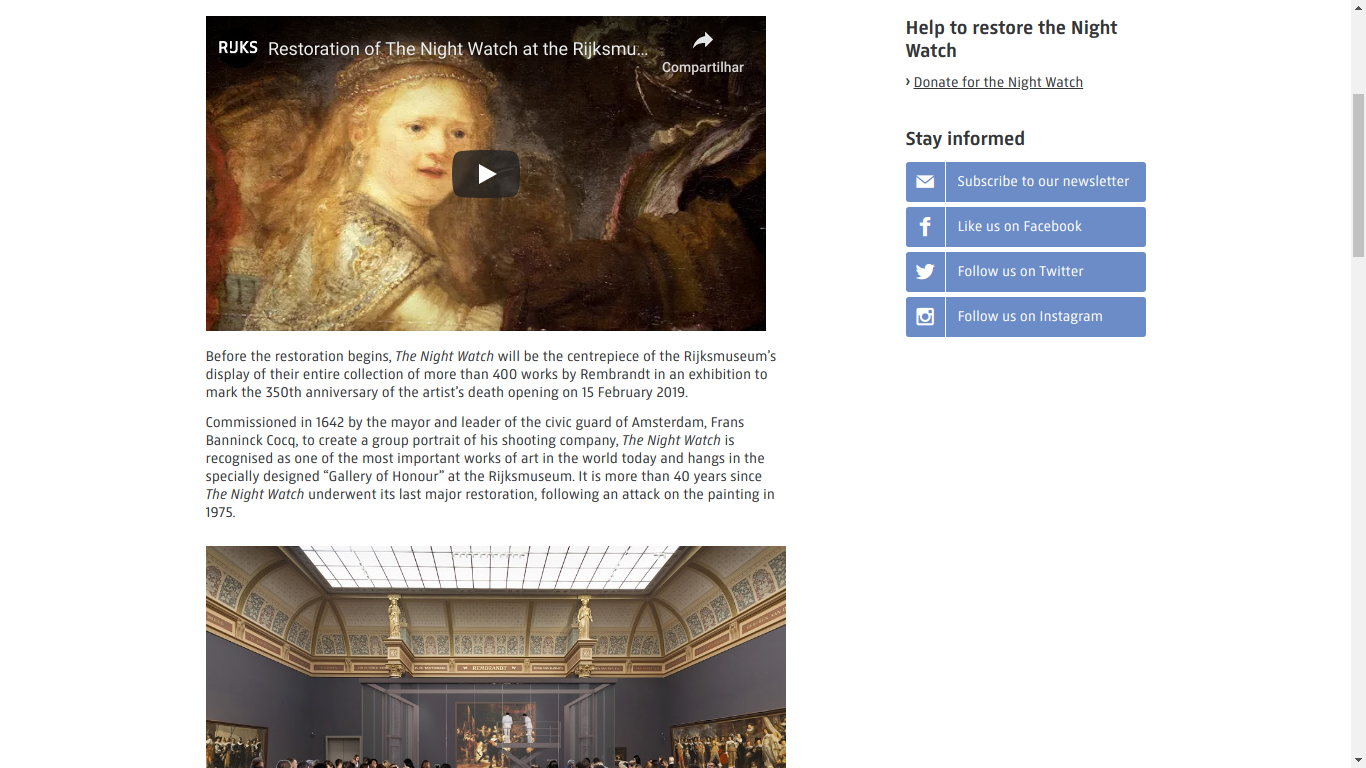 RIJKS Restoration of The Night Watch at the Rijksmu...
Compartilhar
Before the restoration begins, The Night Watch will be the centrepiece of the Rijksmuseum’s
display of their entire collection of more than 400 works by Rembrandt in an exhibition to
mark the 350th anniversary of the artist’s death opening on 15 February 2019.
Commissioned in 1642 by the mayor and leader of the civic guard of Amsterdam, Frans
Banninck Cocq, to create a group portrait of his shooting company, The Night Watch is
recognised as one of the most important works of art in the world today and hangs in the
specially designed “Gallery of Honour” at the Rijksmuseum. It is more than 40 years since
The Night Watch underwent its last major restoration, following an attack on the painting in
1975.
REMBRANDT
Help to restore the Night
Watch
› Donate for the Night Watch
Stay informed
Subscribe to our newsletter
Like us on Facebook
Follow us on Twitter
Follow us on Instagram